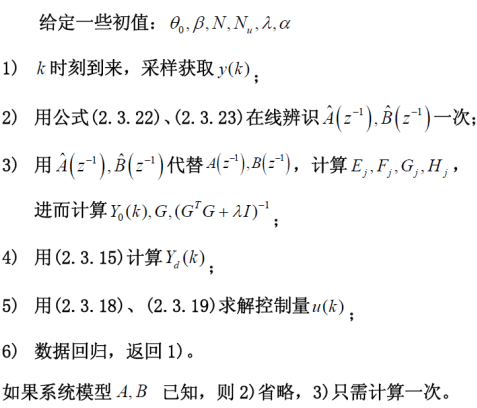 给定一些初值：θ₀,β,N,Nᵤ,λ,α
1) k 时刻到来，采样获取 y(k)；
2) 用公式(2.3.22)、(2.3.23)在线辨识 Â(z⁻¹),B̂(z⁻¹)一次；
3) 用 Â(z⁻¹),B̂(z⁻¹)代替 A(z⁻¹),B(z⁻¹)，计算 Eⱼ,Fⱼ,Gⱼ,Hⱼ，
进而计算 Y₀(k),G,(GᵀG+λI)⁻¹；
4) 用(2.3.15)计算 Y_d(k)；
5) 用(2.3.18)、(2.3.19)求解控制量 u(k)；
6) 数据回归，返回 1)。
如果系统模型 A,B 已知，则 2)省略，3)只需计算一次。